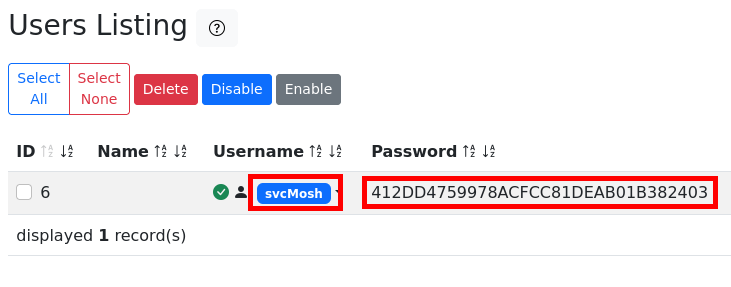 Users Listing
Select All Select None Delete Disable Enable
ID Name Username Password
6 svcMosh 412DD4759978ACFCC81DEAB01B382403
displayed 1 record(s)